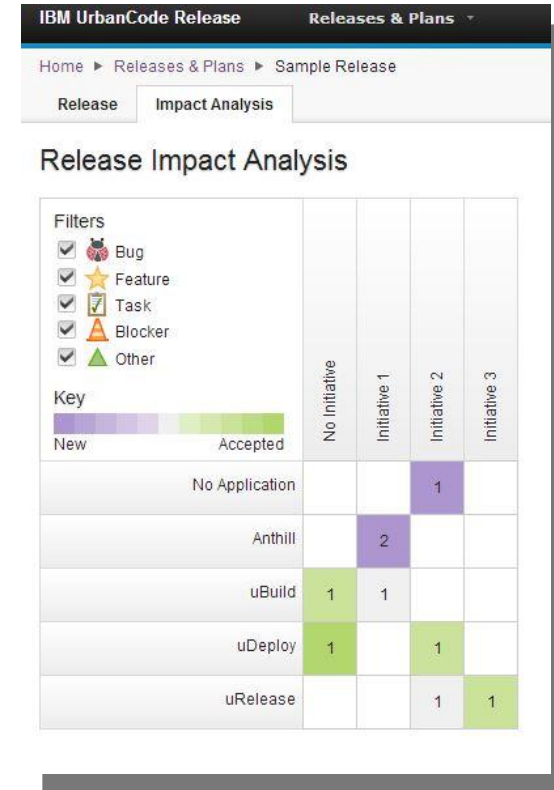 IBM UrbanCode Release Releases & Plans
Home ▶ Releases & Plans ▶ Sample Release
Release Impact Analysis
Release Impact Analysis
Filters
Bug
Feature
Task
Blocker
Other
Key
New Accepted
No Initiative
Initiative 1
Initiative 2
Initiative 3
No Application 1
Anthill 2
uBuild 1 1
uDeploy 1 1
uRelease 1 1